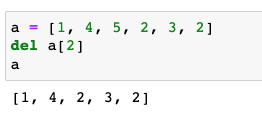 a = [1, 4, 5, 2, 3, 2]
del a[2]
a
[1, 4, 2, 3, 2]